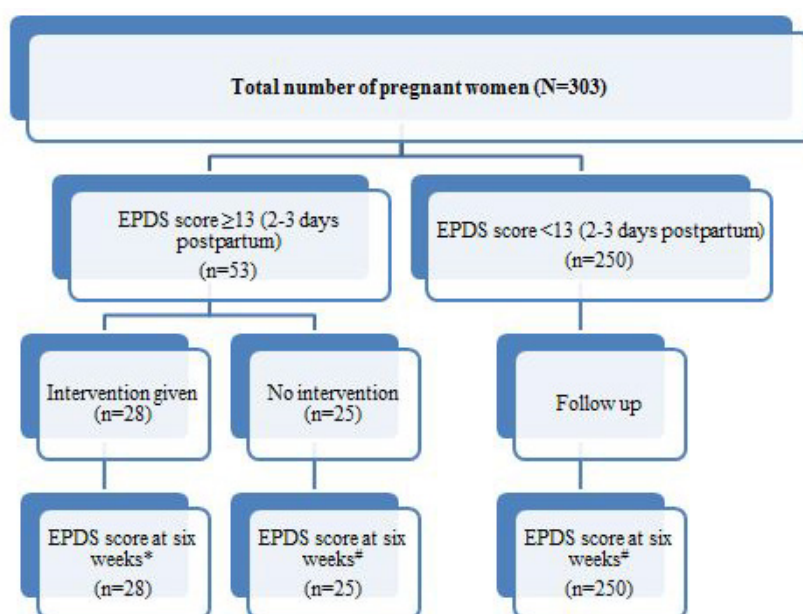 Total number of pregnant women (N=303)
EPDS score ≥13 (2-3 days
postpartum)
(n=53)
EPDS score <13 (2-3 days postpartum)
(n=250)
Intervention given
(n=28)
No intervention
(n=25)
Follow up
EPDS score at six
weeks*
(n=28)
EPDS score at six
weeks#
(n=25)
EPDS score at six
weeks#
(n=250)